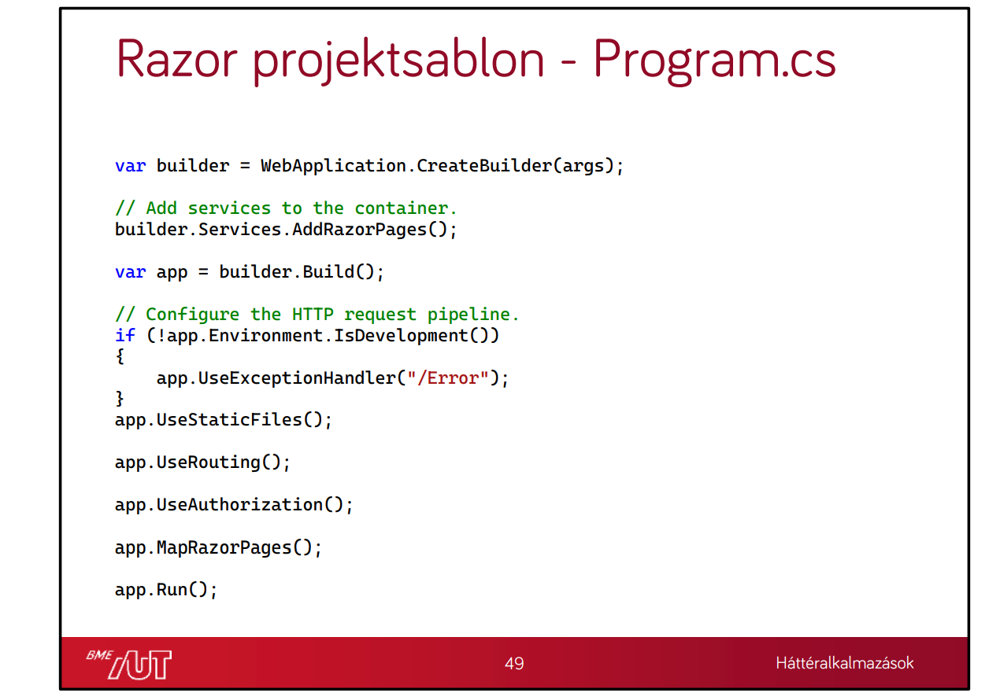 Razor projektsablon - Program.cs
var builder = WebApplication.CreateBuilder(args);
// Add services to the container.
builder.Services.AddRazorPages();
var app = builder.Build();
// Configure the HTTP request pipeline.
if (!app.Environment.IsDevelopment())
{
    app.UseExceptionHandler("/Error");
}
app.UseStaticFiles();
app.UseRouting();
app.UseAuthorization();
app.MapRazorPages();
app.Run();
BME /UT
49
Háttéralkalmazások